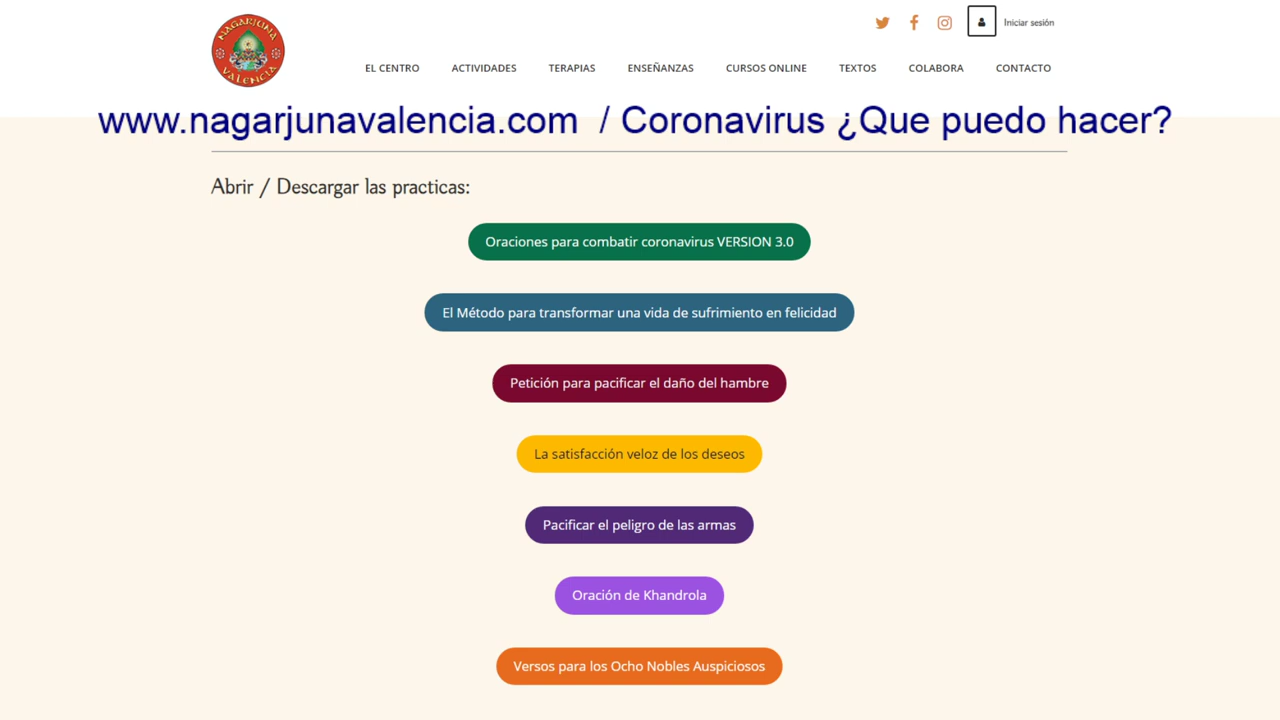 NAGARJUNA
VALENCIA
Iniciar sesión
EL CENTRO ACTIVIDADES TERAPIAS ENSEÑANZAS CURSOS ONLINE TEXTOS COLABORA CONTACTO
www.nagarjunavalencia.com / Coronavirus ¿Que puedo hacer?
Abrir / Descargar las practicas:
Oraciones para combatir coronavirus VERSION 3.0
El Método para transformar una vida de sufrimiento en felicidad
Petición para pacificar el daño del hambre
La satisfacción veloz de los deseos
Pacificar el peligro de las armas
Oración de Khandrola
Versos para los Ocho Nobles Auspiciosos